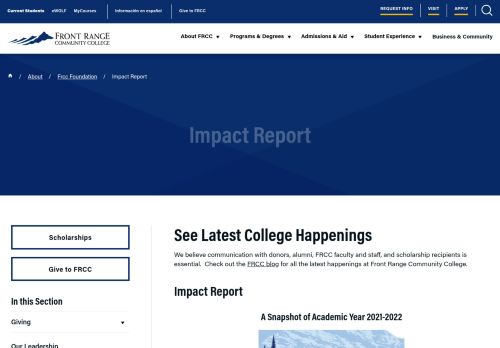 Current Students eWOLF MyCourses Información en español Give to FRCC REQUEST INFO VISIT APPLY
FRONT RANGE
COMMUNITY COLLEGE
About FRCC Programs & Degrees Admissions & Aid Student Experience Business & Community
/ About / Frcc Foundation / Impact Report
Impact Report
Scholarships
Give to FRCC
In this Section
Giving
Our Leadership
See Latest College Happenings
We believe communication with donors, alumni, FRCC faculty and staff, and scholarship recipients is
essential. Check out the FRCC blog for all the latest happenings at Front Range Community College.
Impact Report
A Snapshot of Academic Year 2021-2022